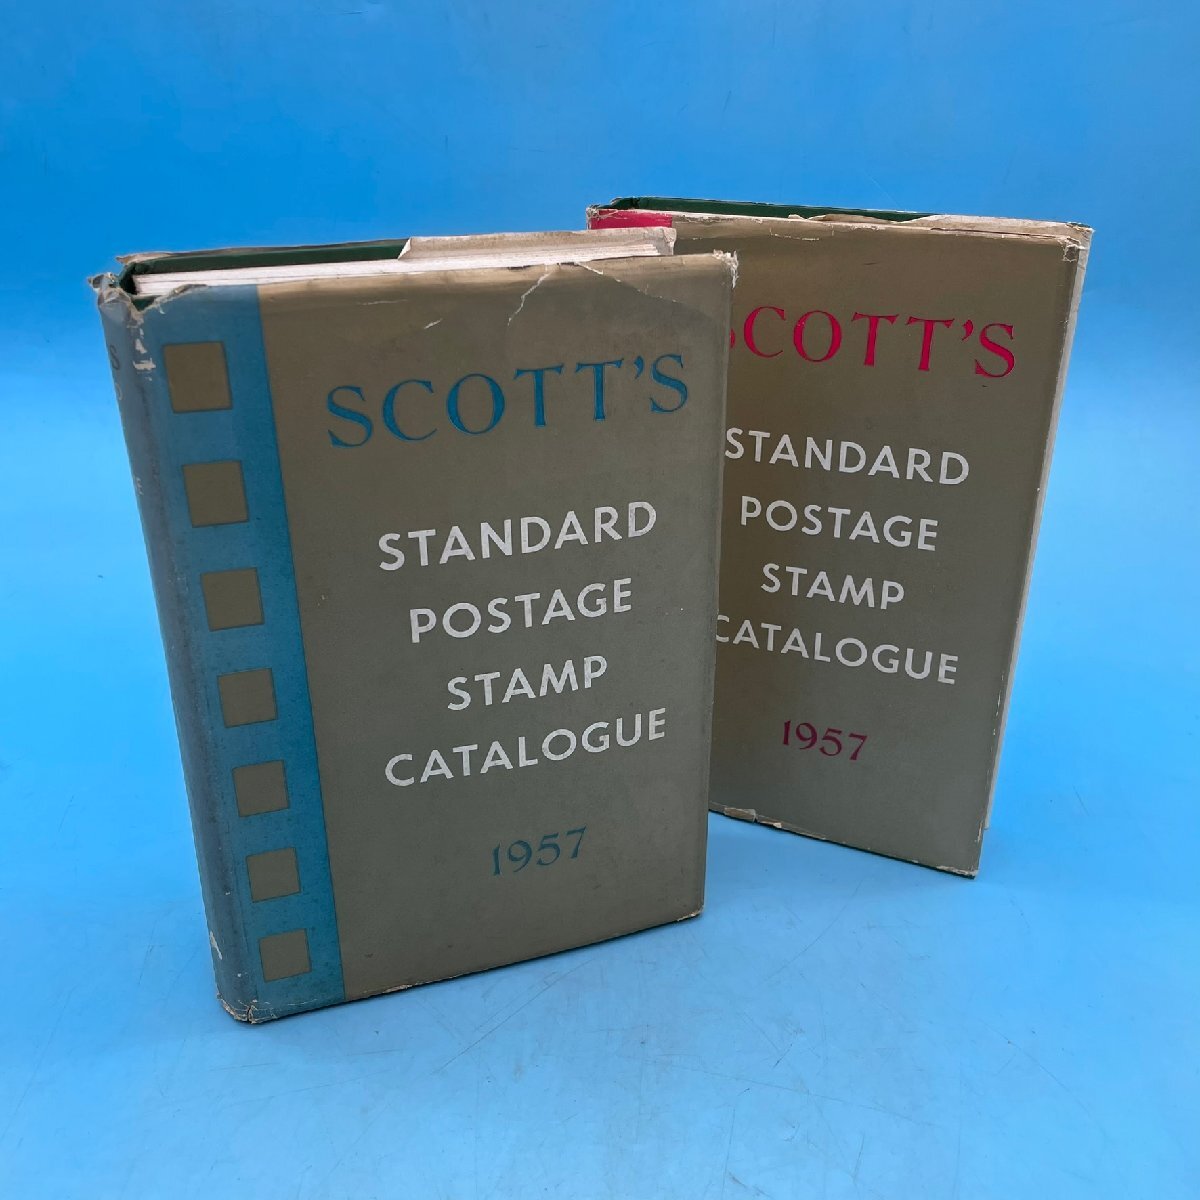 SCOTT'S
STANDARD
POSTAGE
STAMP
CATALOGUE
1957
SCOTT'S
STANDARD
POSTAGE
STAMP
CATALOGUE
1957